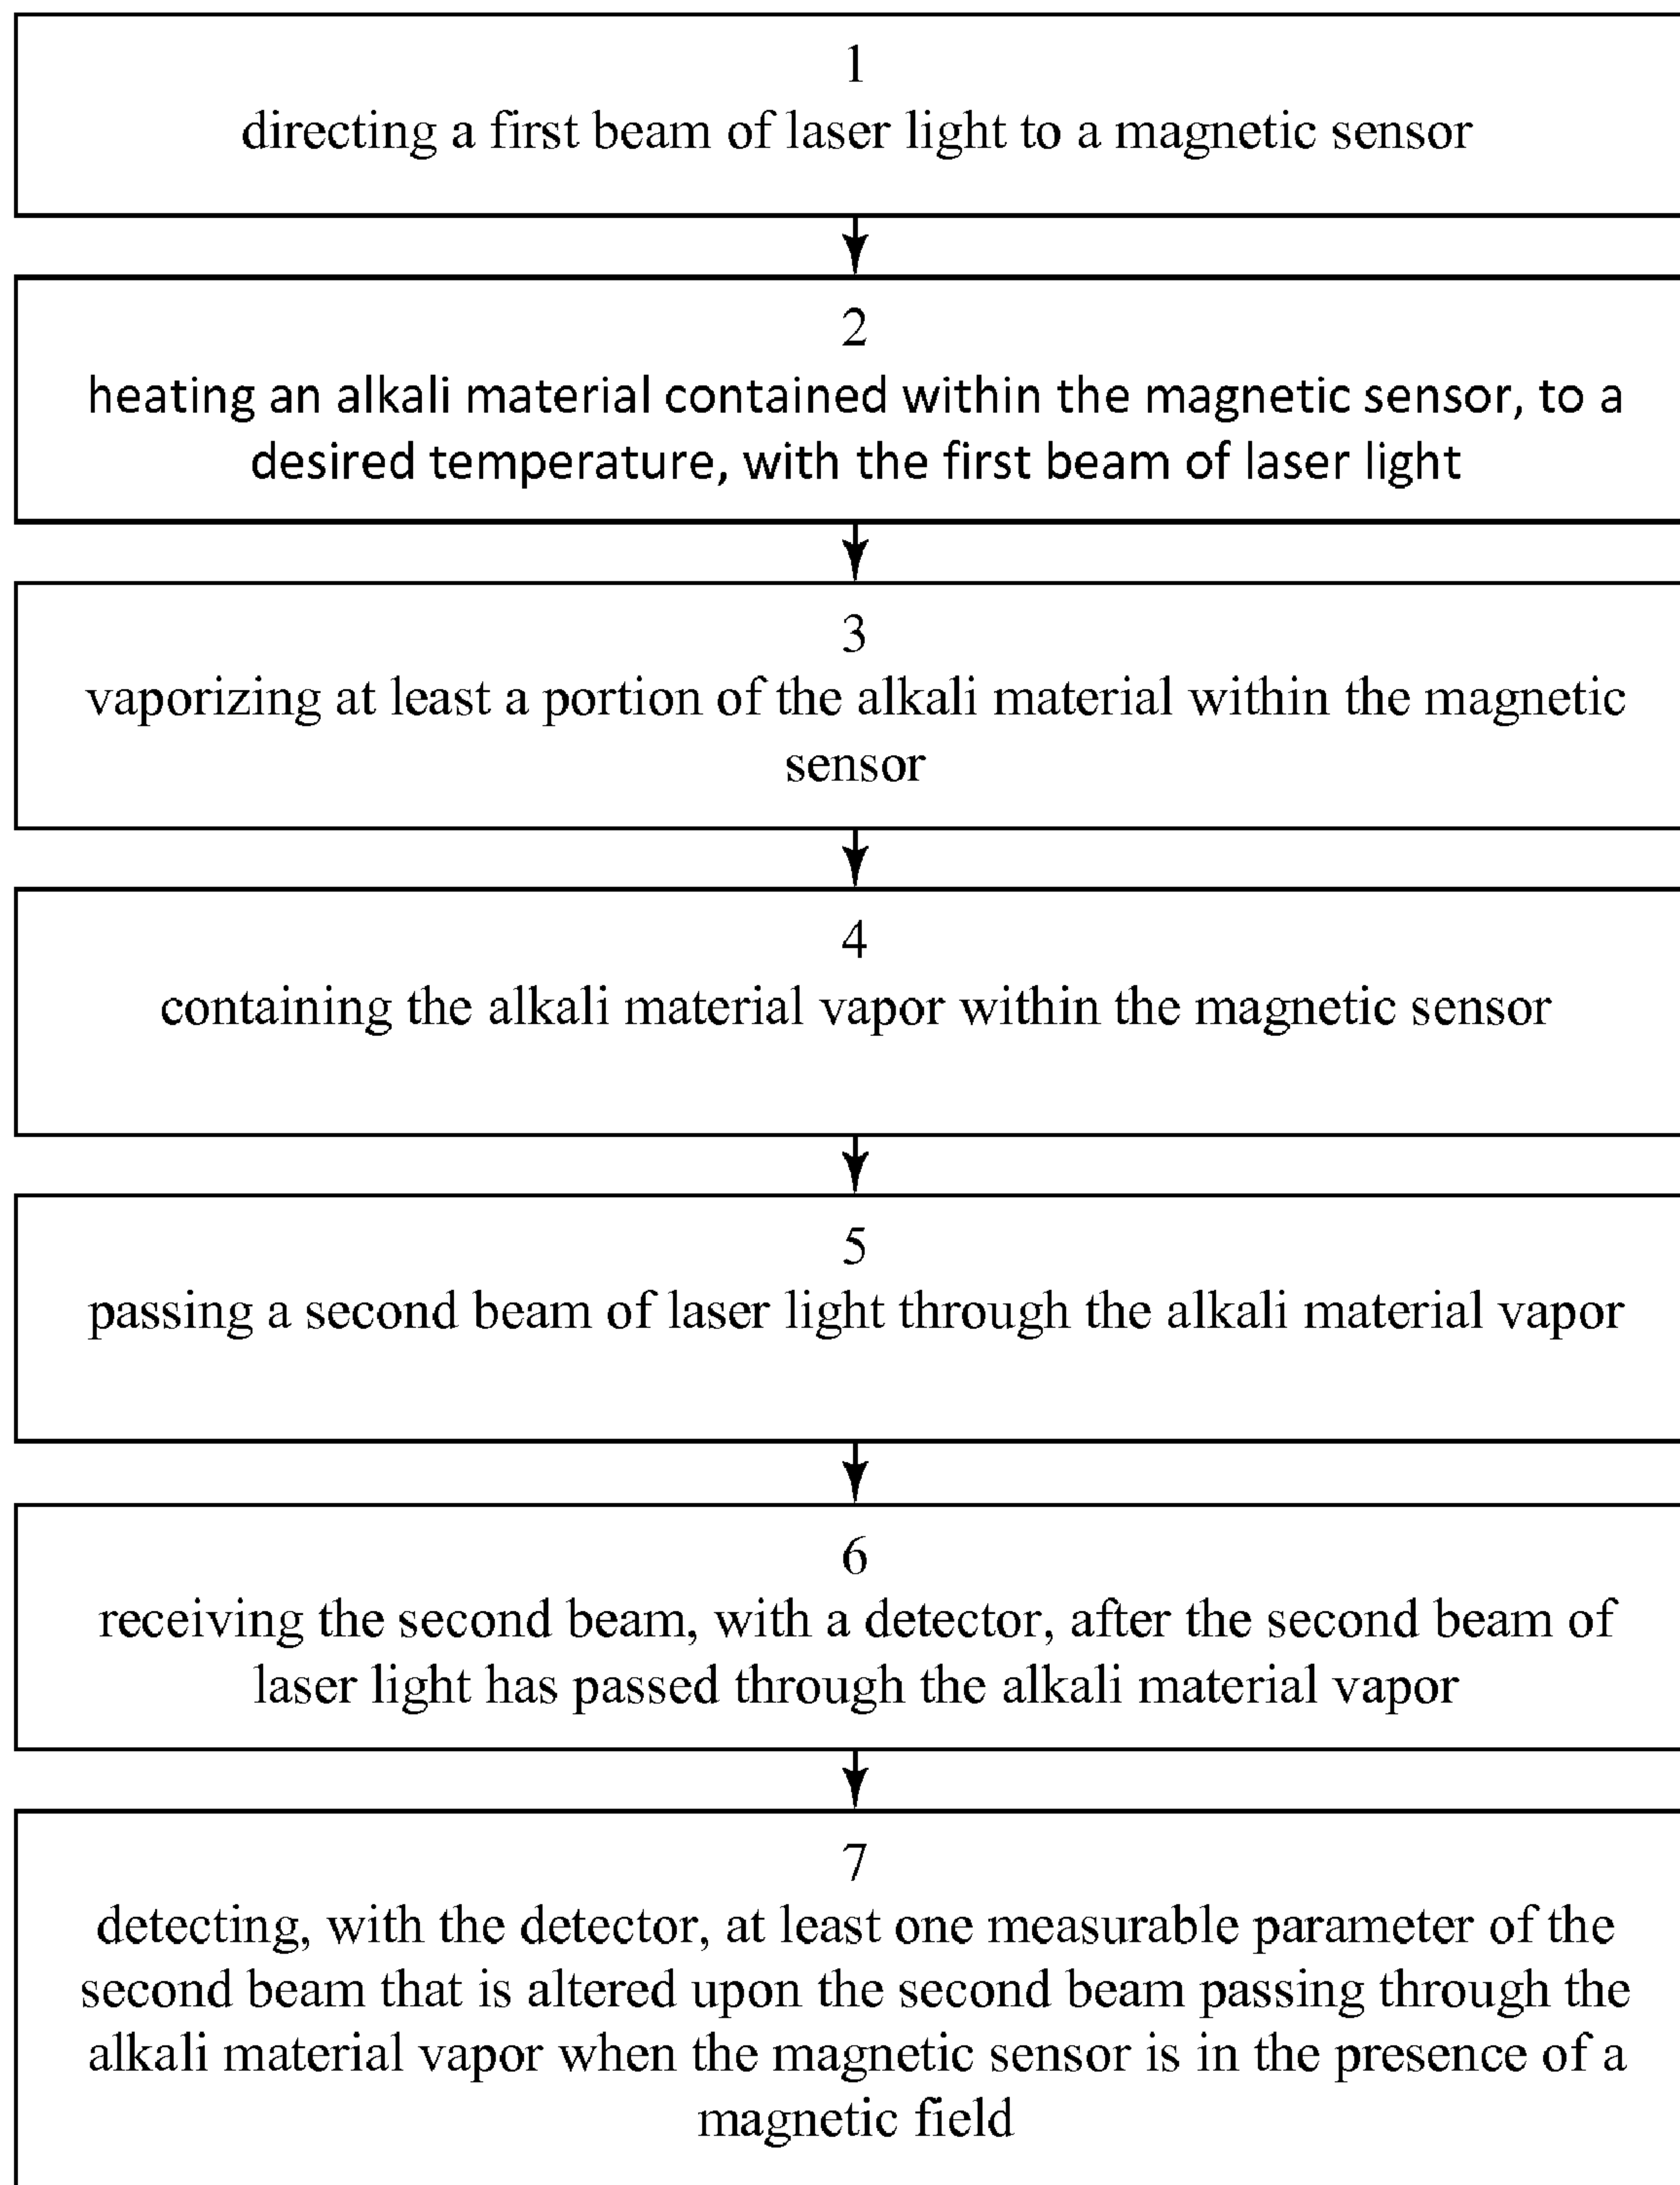 1
directing a first beam of laser light to a magnetic sensor
2
heating an alkali material contained within the magnetic sensor, to a
desired temperature, with the first beam of laser light
3
vaporizing at least a portion of the alkali material within the magnetic
sensor
4
containing the alkali material vapor within the magnetic sensor
5
passing a second beam of laser light through the alkali material vapor
6
receiving the second beam, with a detector, after the second beam of
laser light has passed through the alkali material vapor
7
detecting, with the detector, at least one measurable parameter of the
second beam that is altered upon the second beam passing through the
alkali material vapor when the magnetic sensor is in the presence of a
magnetic field